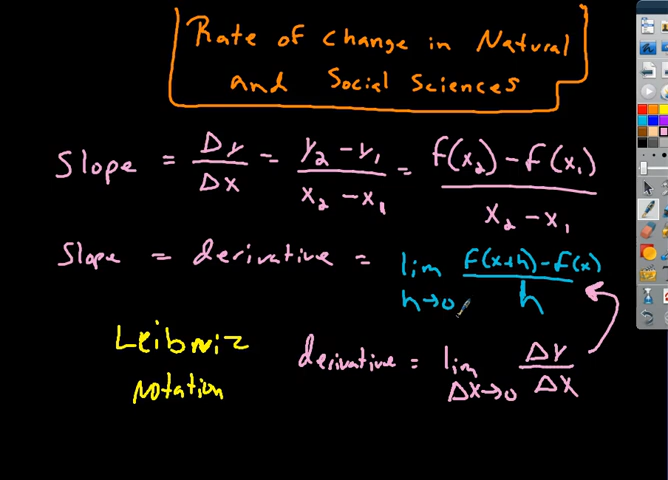 Rate of change in Natural
and Social Sciences
Slope = Δy/Δx = y₂ - y₁/x₂ - x₁ = f(x₂) - f(x₁)/x₂ - x₁
Slope = derivative = lim h→0 f(x+h) - f(x)/h
Leibniz
notation
derivative = lim Δx→0 Δy/Δx